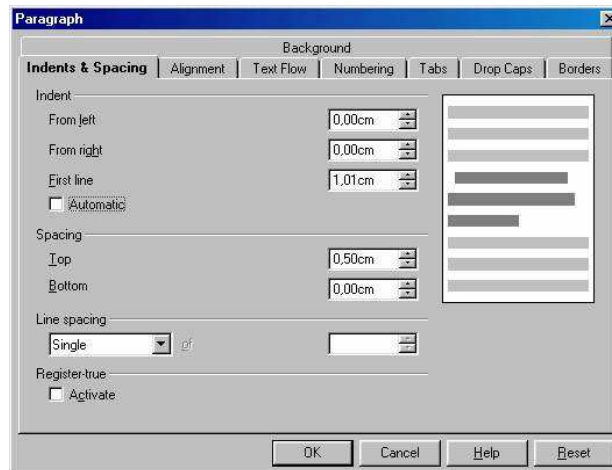 Paragraph
Background
Indents & Spacing Alignment Text Flow Numbering Tabs Drop Caps Borders
Indent
From left 0,00cm
From right 0,00cm
First line 1,01cm
Automatic
Spacing
Top 0,50cm
Bottom 0,00cm
Line spacing
Single of
Register-true
Activate
OK Cancel Help Reset